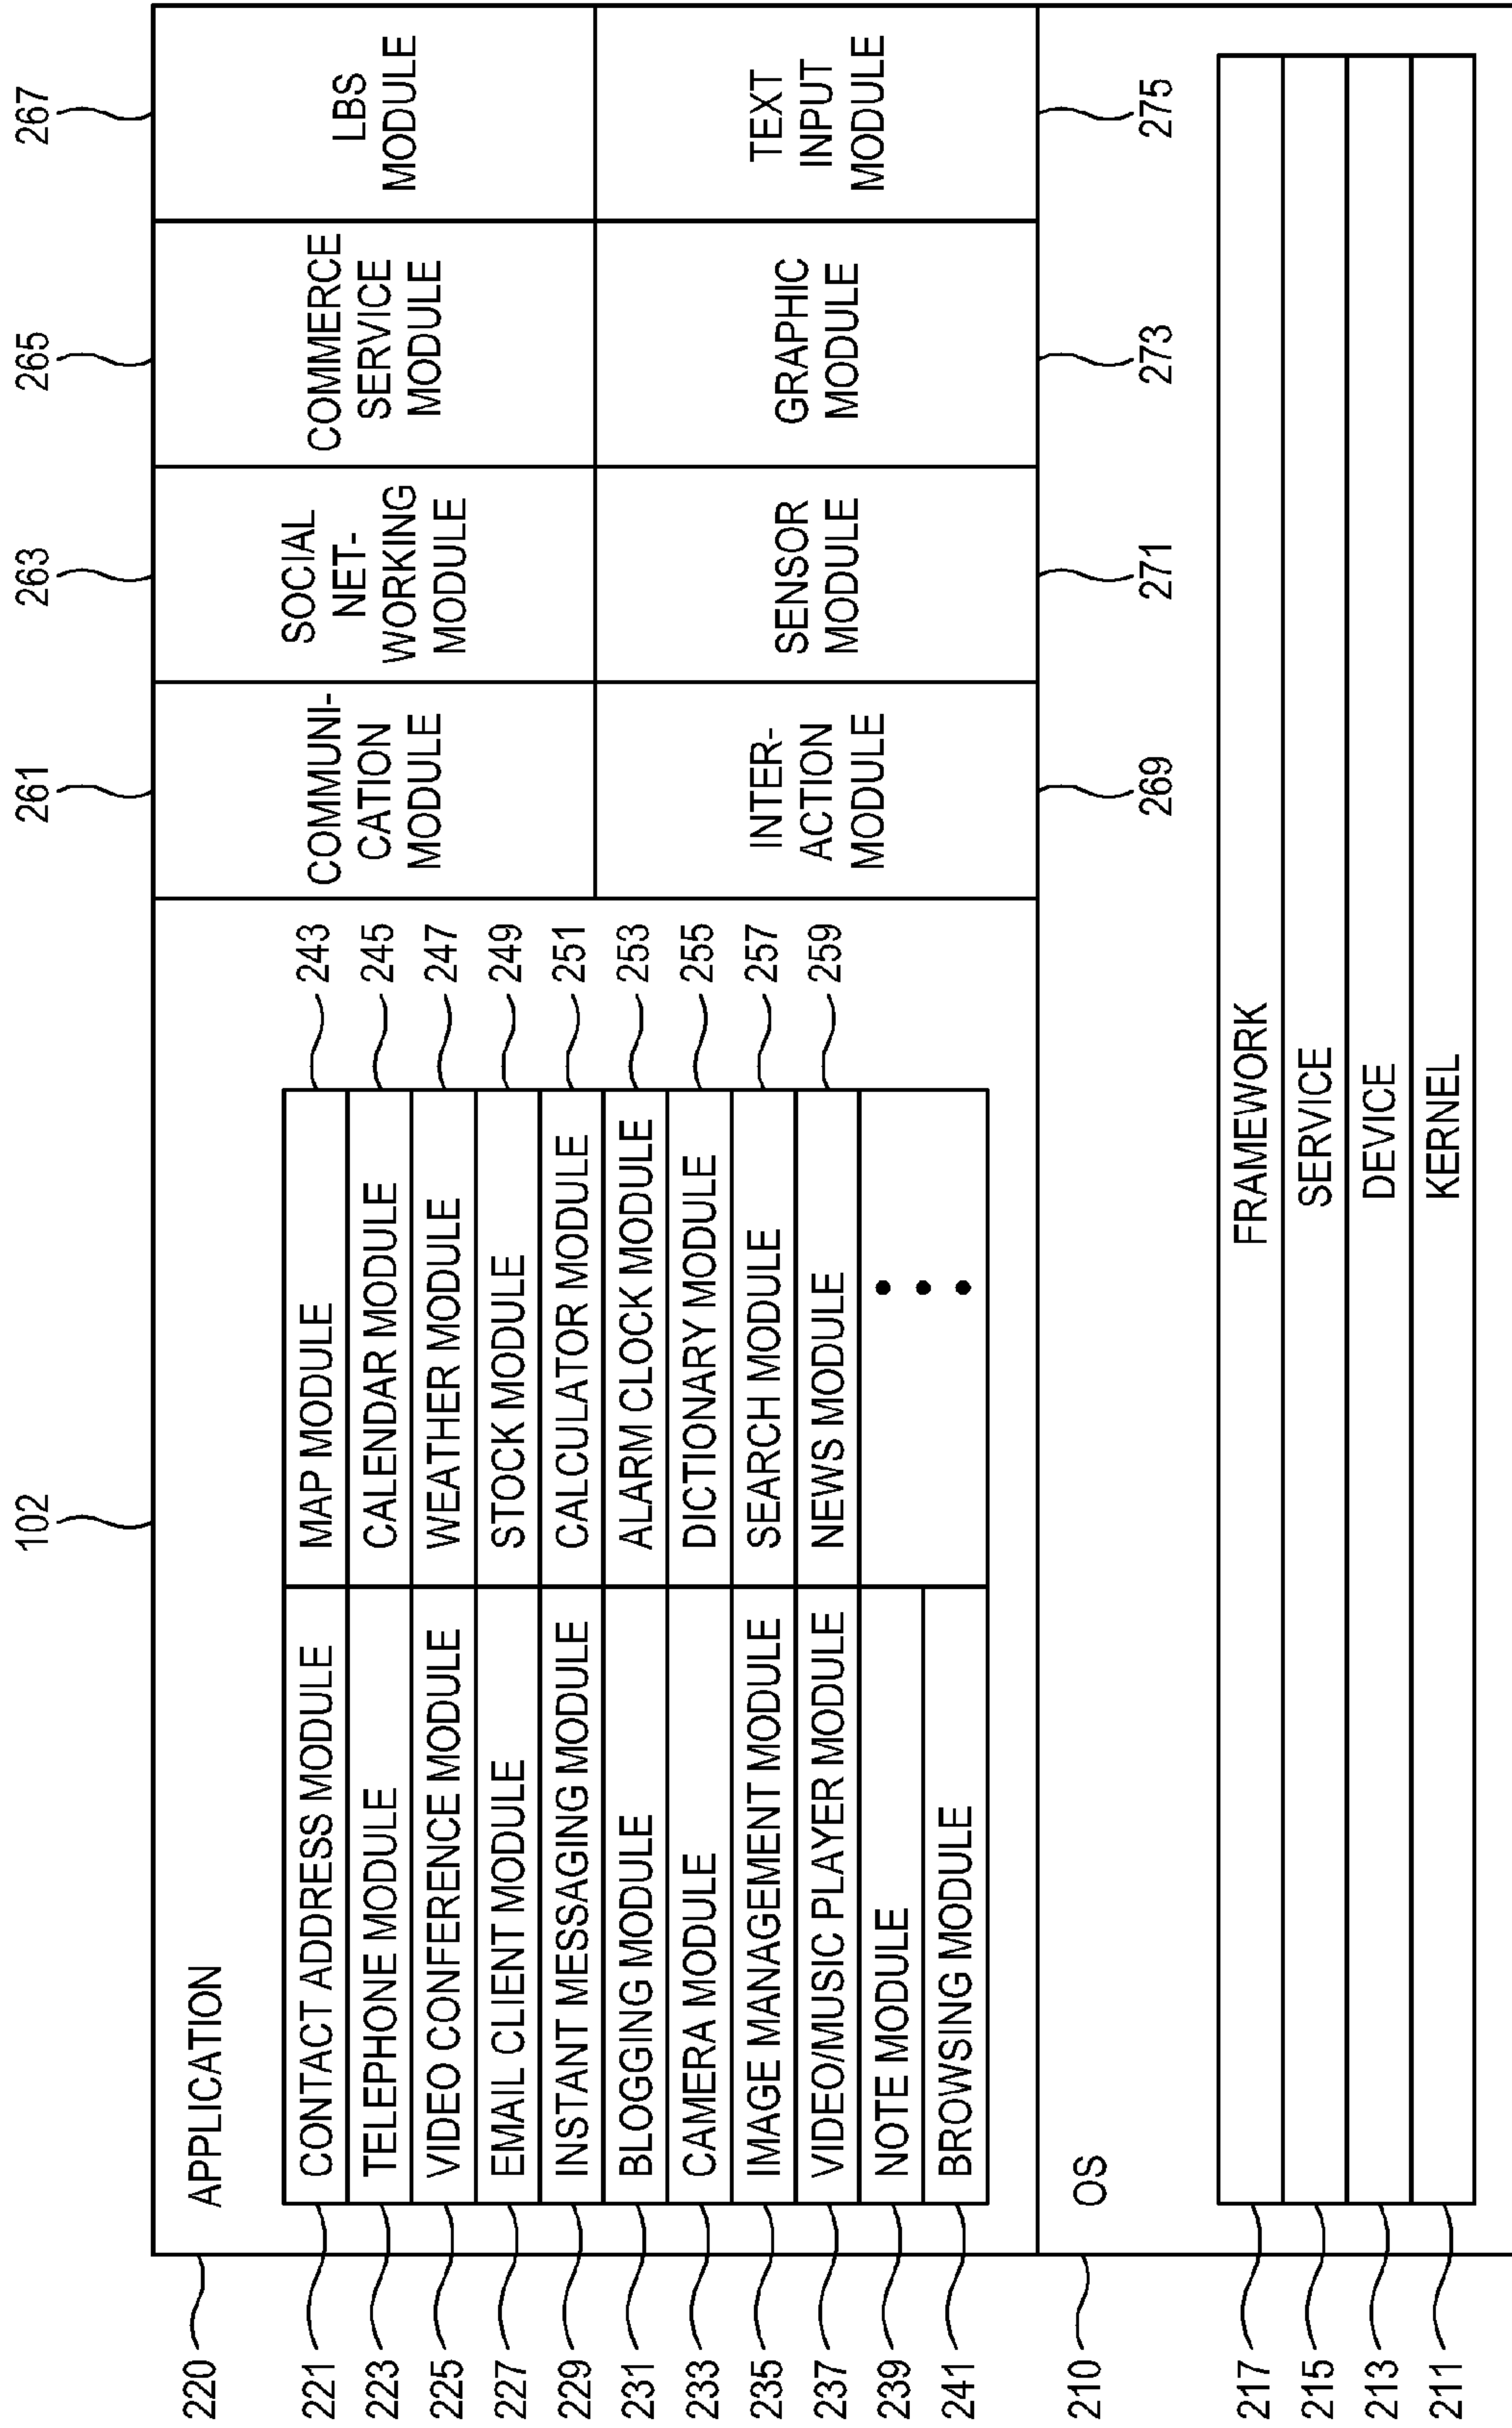 102
261
263
265
267
220
APPLICATION
221
CONTACT ADDRESS MODULE
MAP MODULE
243
223
TELEPHONE MODULE
CALENDAR MODULE
245
225
VIDEO CONFERENCE MODULE
WEATHER MODULE
247
227
EMAIL CLIENT MODULE
STOCK MODULE
249
229
INSTANT MESSAGING MODULE
CALCULATOR MODULE
251
231
BLOGGING MODULE
ALARM CLOCK MODULE
253
233
CAMERA MODULE
DICTIONARY MODULE
255
235
IMAGE MANAGEMENT MODULE
SEARCH MODULE
257
237
VIDEO/MUSIC PLAYER MODULE
NEWS MODULE
259
239
NOTE MODULE
241
BROWSING MODULE
COMMUNI-
CATION
MODULE
SOCIAL
NET-
WORKING
MODULE
COMMERCE
SERVICE
MODULE
LBS
MODULE
INTER-
ACTION
MODULE
SENSOR
MODULE
GRAPHIC
MODULE
TEXT
INPUT
MODULE
210
OS
269
271
273
275
217
FRAMEWORK
215
SERVICE
213
DEVICE
211
KERNEL